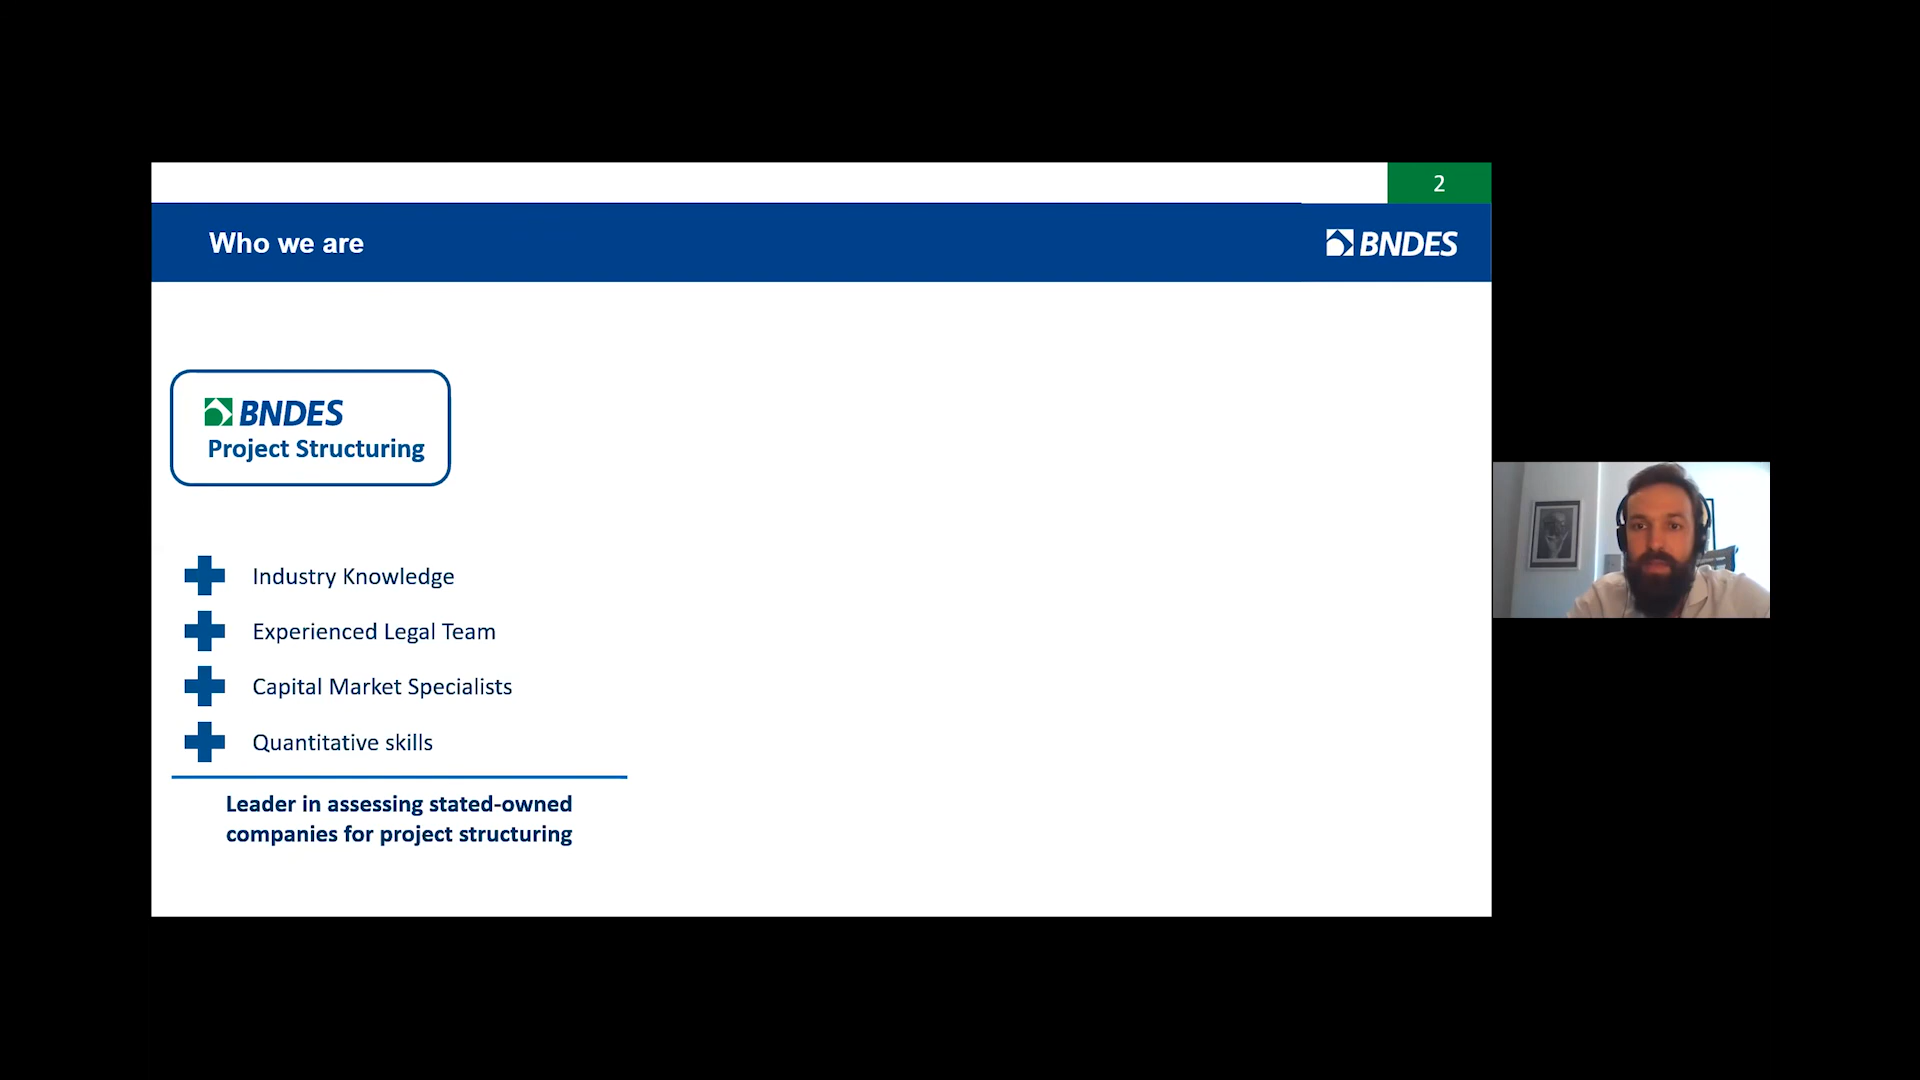 2
Who we are
BNDES
BNDES
Project Structuring
Industry Knowledge
Experienced Legal Team
Capital Market Specialists
Quantitative skills
Leader in assessing stated-owned
companies for project structuring